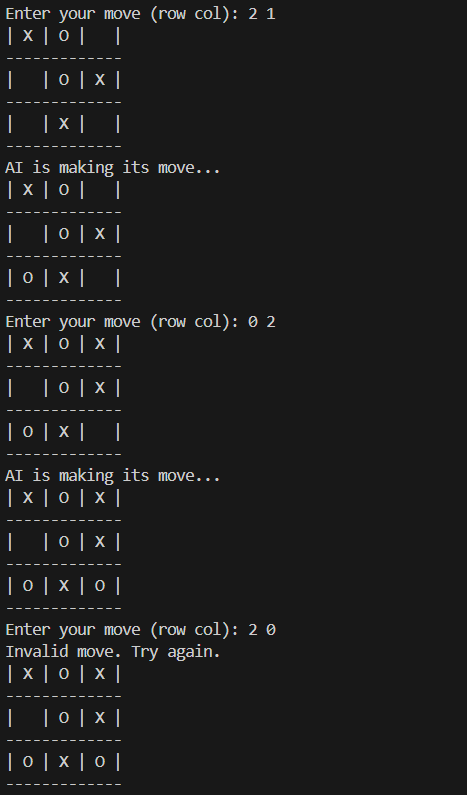 Enter your move (row col): 2 1
| X | O |   |
-------------
|   | O | X |
-------------
|   | X |   |
-------------
AI is making its move...
| X | O |   |
-------------
|   | O | X |
-------------
| O | X |   |
-------------
Enter your move (row col): 0 2
| X | O | X |
-------------
|   | O | X |
-------------
| O | X |   |
-------------
AI is making its move...
| X | O | X |
-------------
|   | O | X |
-------------
| O | X | O |
-------------
Enter your move (row col): 2 0
Invalid move. Try again.
| X | O | X |
-------------
|   | O | X |
-------------
| O | X | O |
-------------